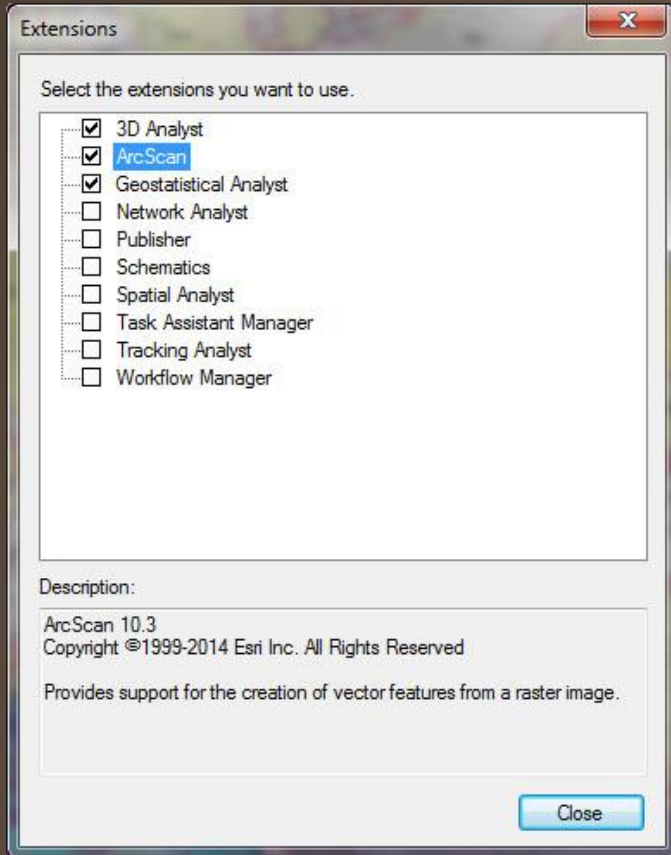 Extensions
Select the extensions you want to use.
3D Analyst
ArcScan
Geostatistical Analyst
Network Analyst
Publisher
Schematics
Spatial Analyst
Task Assistant Manager
Tracking Analyst
Workflow Manager
Description:
ArcScan 10.3
Copyright ©1999-2014 Esri Inc. All Rights Reserved
Provides support for the creation of vector features from a raster image.
Close